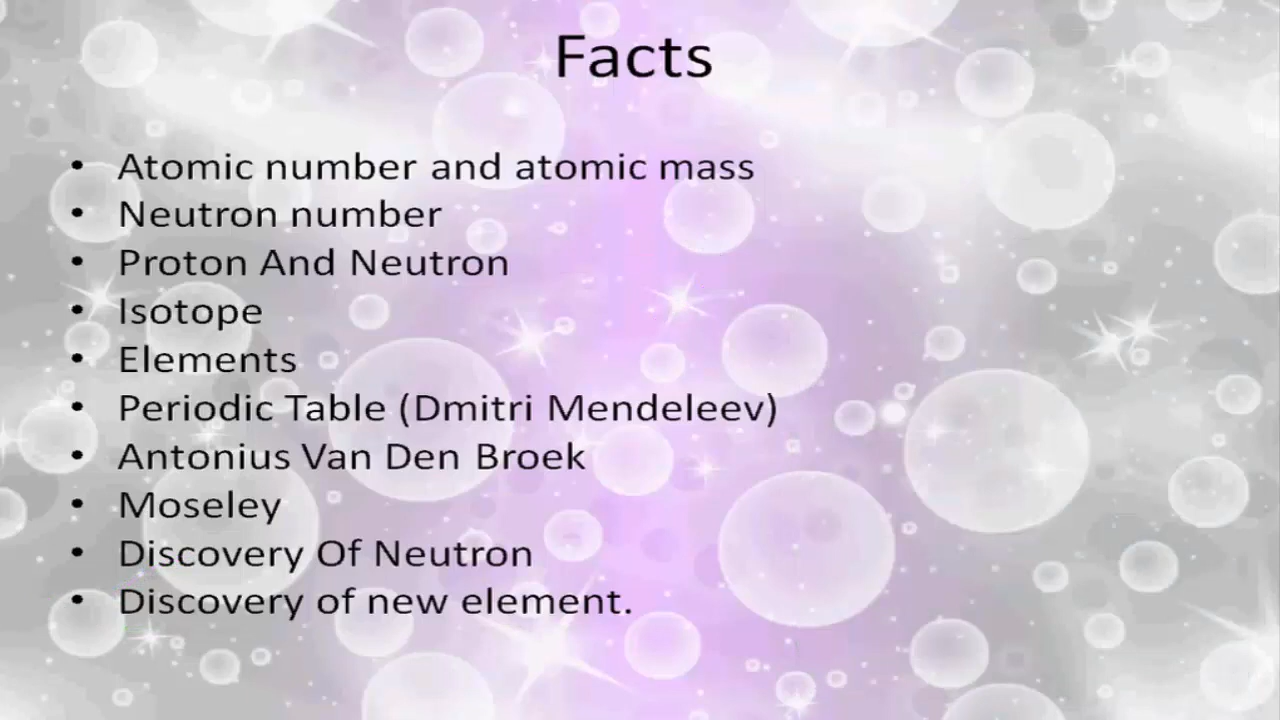 Facts
• Atomic number and atomic mass
• Neutron number
• Proton And Neutron
• Isotope
• Elements
• Periodic Table (Dmitri Mendeleev)
• Antonius Van Den Broek
• Moseley
• Discovery Of Neutron
• Discovery of new element.